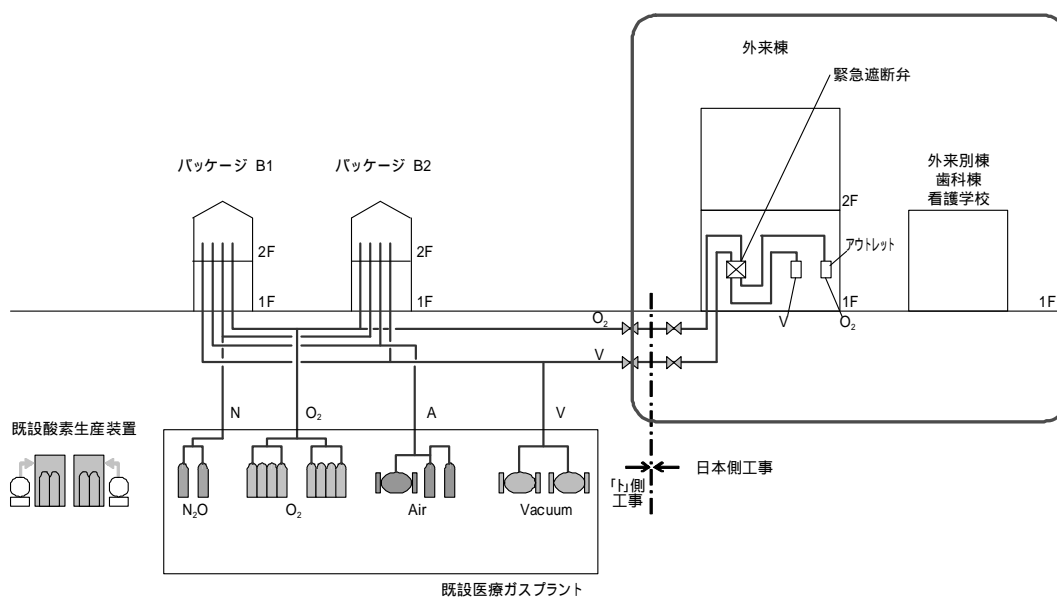 外来棟
緊急遮断弁
パッケージ B1
パッケージ B2
外来別棟
歯科棟
看護学校
2F
2F
2F
アウトレット
1F
1F
1F
1F
V
O₂
O₂
V
N
O₂
A
V
既設酸素生産装置
日本側工事
「ト」側
工事
N₂O
O₂
Air
Vacuum
既設医療ガスプラント